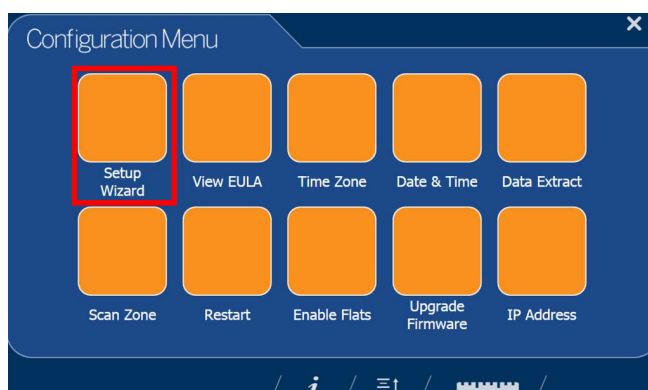 Configuration Menu
Setup
Wizard
View EULA
Time Zone
Date & Time
Data Extract
Scan Zone
Restart
Enable Flats
Upgrade
Firmware
IP Address